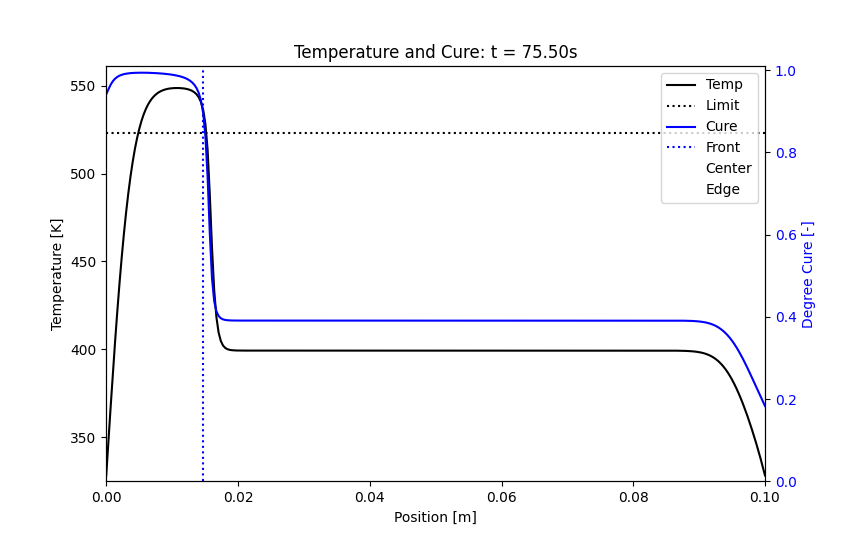 Temperature and Cure: t = 75.50s
550
500
450
400
350
Temperature [K]
1.0
0.8
0.6
0.4
0.2
0.0
Degree Cure [-]
Temp
Limit
Cure
Front
Center
Edge
0.00
0.02
0.04
0.06
0.08
0.10
Position [m]